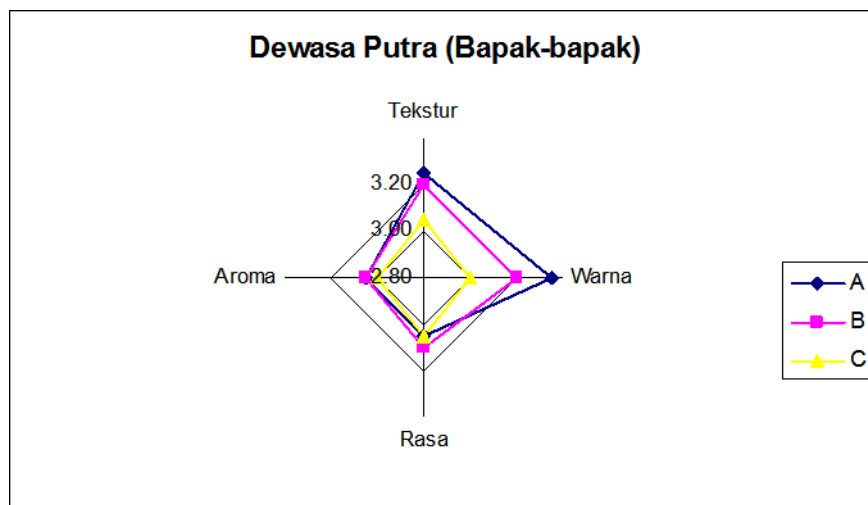 Dewasa Putra (Bapak-bapak)
Tekstur
3.20
3.00
2.80
Aroma
Warna
Rasa
A
B
C